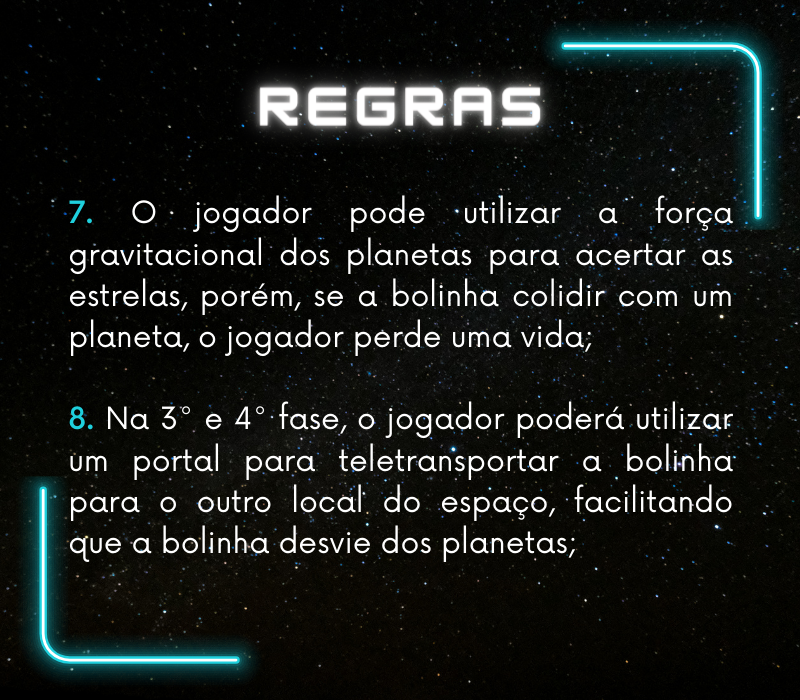 REGRAS
7. O jogador pode utilizar a força
gravitacional dos planetas para acertar as
estrelas, porém, se a bolinha colidir com um
planeta, o jogador perde uma vida;
8. Na 3° e 4° fase, o jogador poderá utilizar
um portal para teletransportar a bolinha
para o outro local do espaço, facilitando
que a bolinha desvie dos planetas;